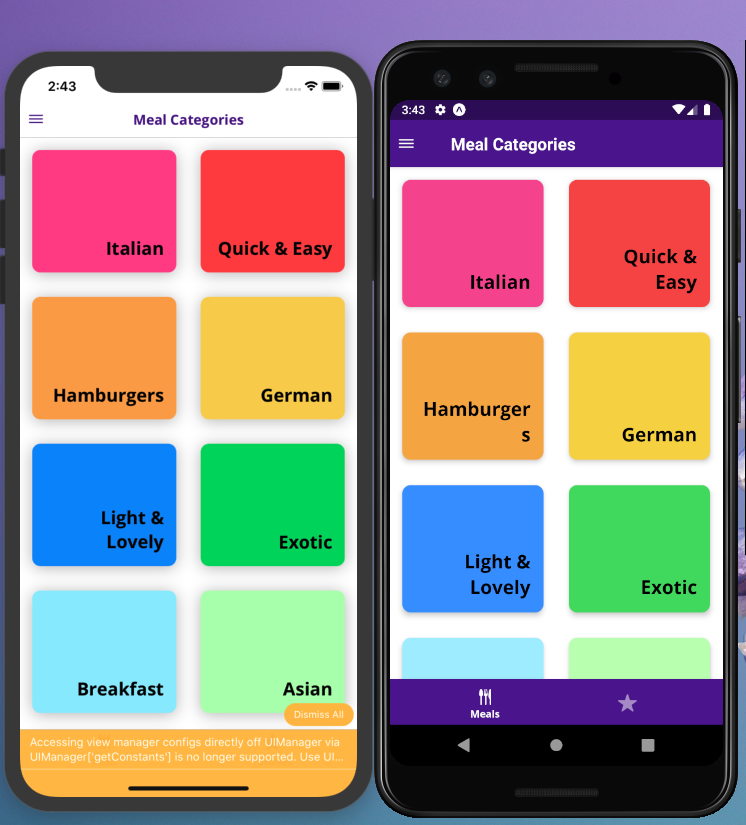 2:43
Meal Categories
Italian
Quick & Easy
Hamburgers
German
Light &
Lovely
Exotic
Breakfast
Asian
Dismiss All
Accessing view manager configs directly off UIManager via
UIManager['getConstants'] is no longer supported. Use UI...
3:43
Meal Categories
Italian
Quick &
Easy
Hamburger
s
German
Light &
Lovely
Exotic
Meals